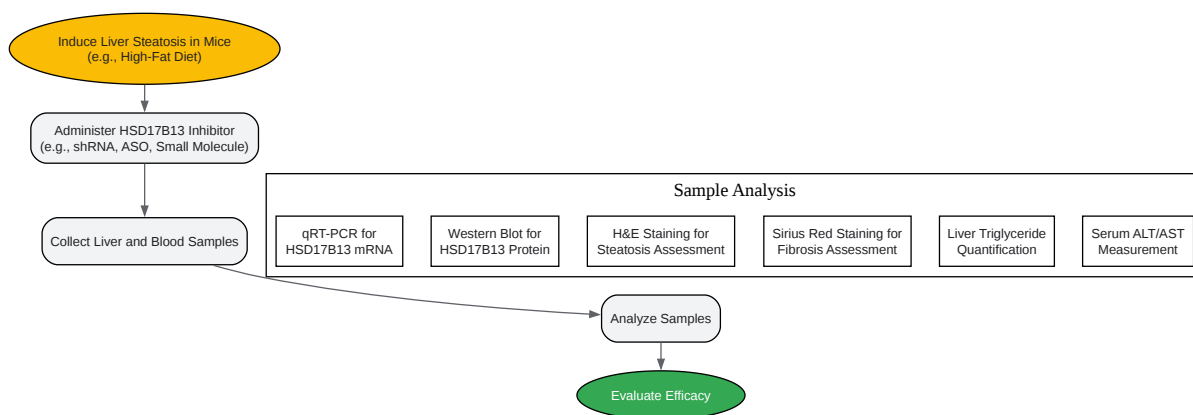 Induce Liver Steatosis in Mice
(e.g., High-Fat Diet)
Administer HSD17B13 Inhibitor
(e.g., shRNA, ASO, Small Molecule)
Collect Liver and Blood Samples
Sample Analysis
qRT-PCR for
HSD17B13 mRNA
Western Blot for
HSD17B13 Protein
H&E Staining for
Steatosis Assessment
Sirius Red Staining for
Fibrosis Assessment
Liver Triglyceride
Quantification
Serum ALT/AST
Measurement
Analyze Samples
Evaluate Efficacy